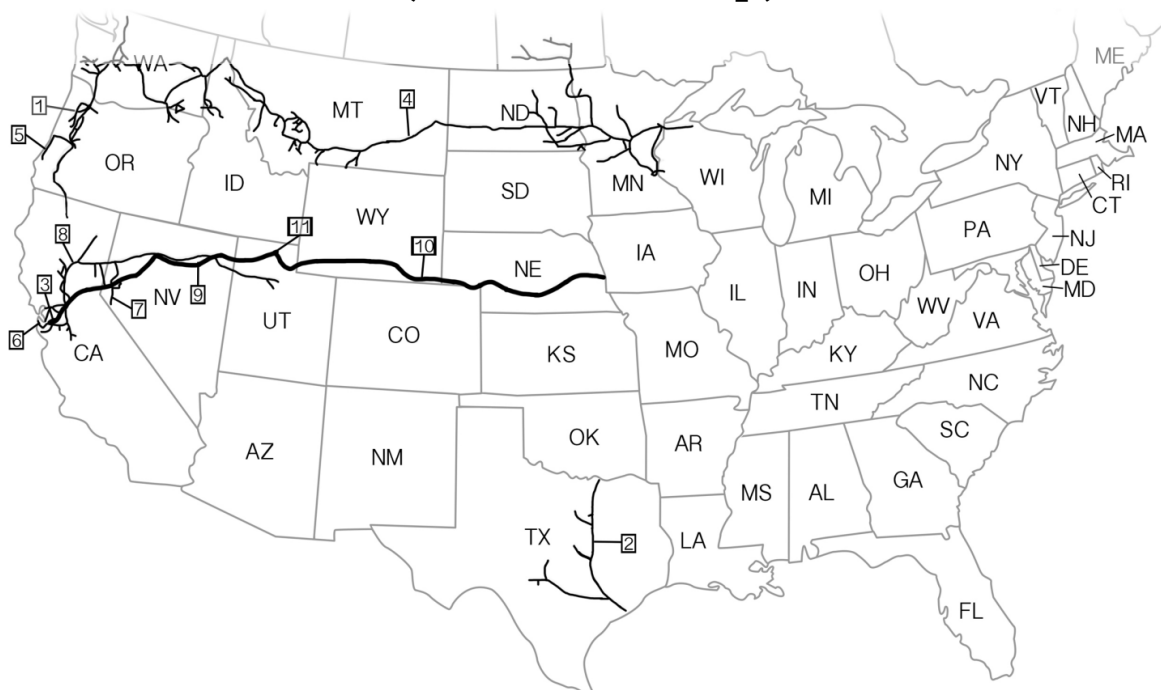 WA
ME
MT
4
ND
VT
1
NH
5
MA
OR
MN
WI
NY
ID
SD
MI
RI
WY
CT
11
PA
8
10
IA
NJ
NE
OH
DE
3
NV
9
IL
IN
MD
7
WV
UT
VA
6
CA
CO
KS
MO
KY
NC
TN
SC
AZ
NM
OK
AR
GA
MS
AL
TX
2
LA
FL